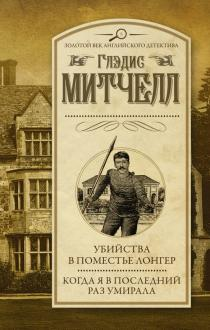 ЗОЛОТОЙ ВЕК АНГЛИЙСКОГО ДЕТЕКТИВА
ГЛЭДИС
МИТЧЕЛЛ
УБИЙСТВА
В ПОМЕСТЬЕ ЛОНГЕР
КОГДА Я В ПОСЛЕДНИЙ
РАЗ УМИРАЛА